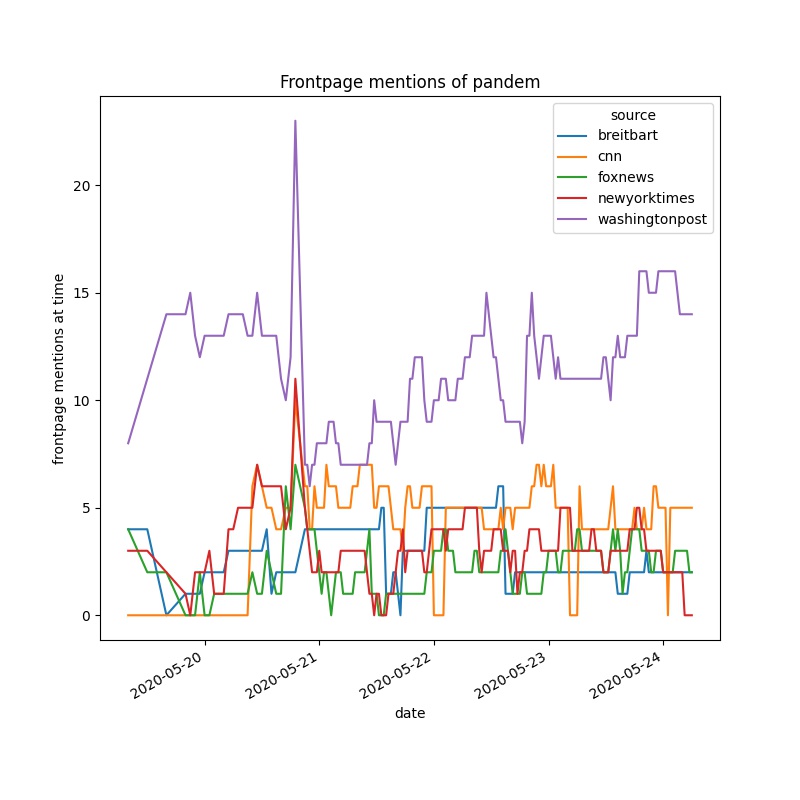 Frontpage mentions of pandem
source
breitbart
cnn
foxnews
newyorktimes
washingtonpost
frontpage mentions at time
20
15
10
5
0
2020-05-20
2020-05-21
2020-05-22
2020-05-23
2020-05-24
date